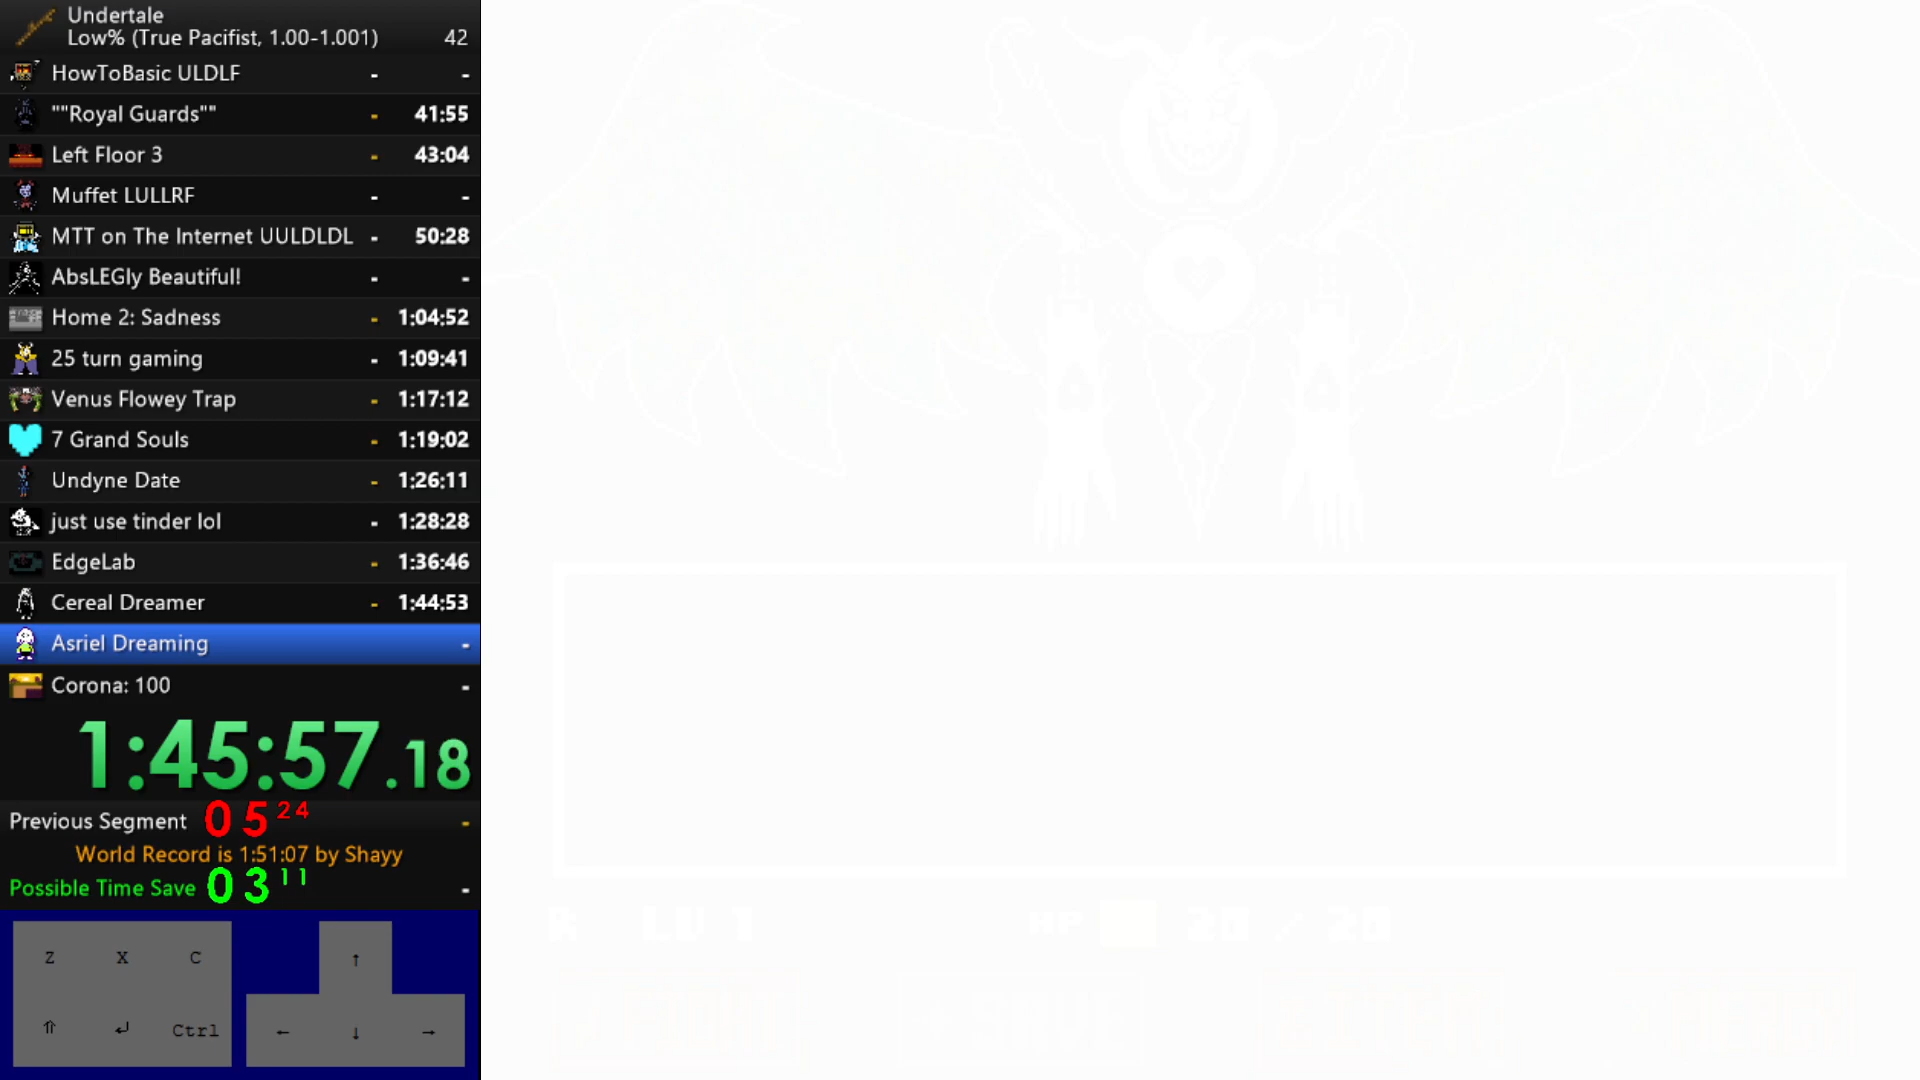 Undertale
Low% (True Pacifist, 1.00-1.001) 42
HowToBasic ULDLF - -
""Royal Guards"" - 41:55
Left Floor 3 - 43:04
Muffet LULLRF - -
MTT on The Internet UULDLDL - 50:28
AbsLEGly Beautiful! - -
Home 2: Sadness - 1:04:52
25 turn gaming - 1:09:41
Venus Flowey Trap - 1:17:12
7 Grand Souls - 1:19:02
Undyne Date - 1:26:11
just use tinder lol - 1:28:28
EdgeLab - 1:36:46
Cereal Dreamer - 1:44:53
Asriel Dreaming -
Corona: 100 -
1:45:57.18
Previous Segment 05 24 -
World Record is 1:51:07 by Shayy
Possible Time Save 03 11 -
Z X C ↑
⇧ ↵ Ctrl ← ↓ →
R LV 1 HP 20 / 20